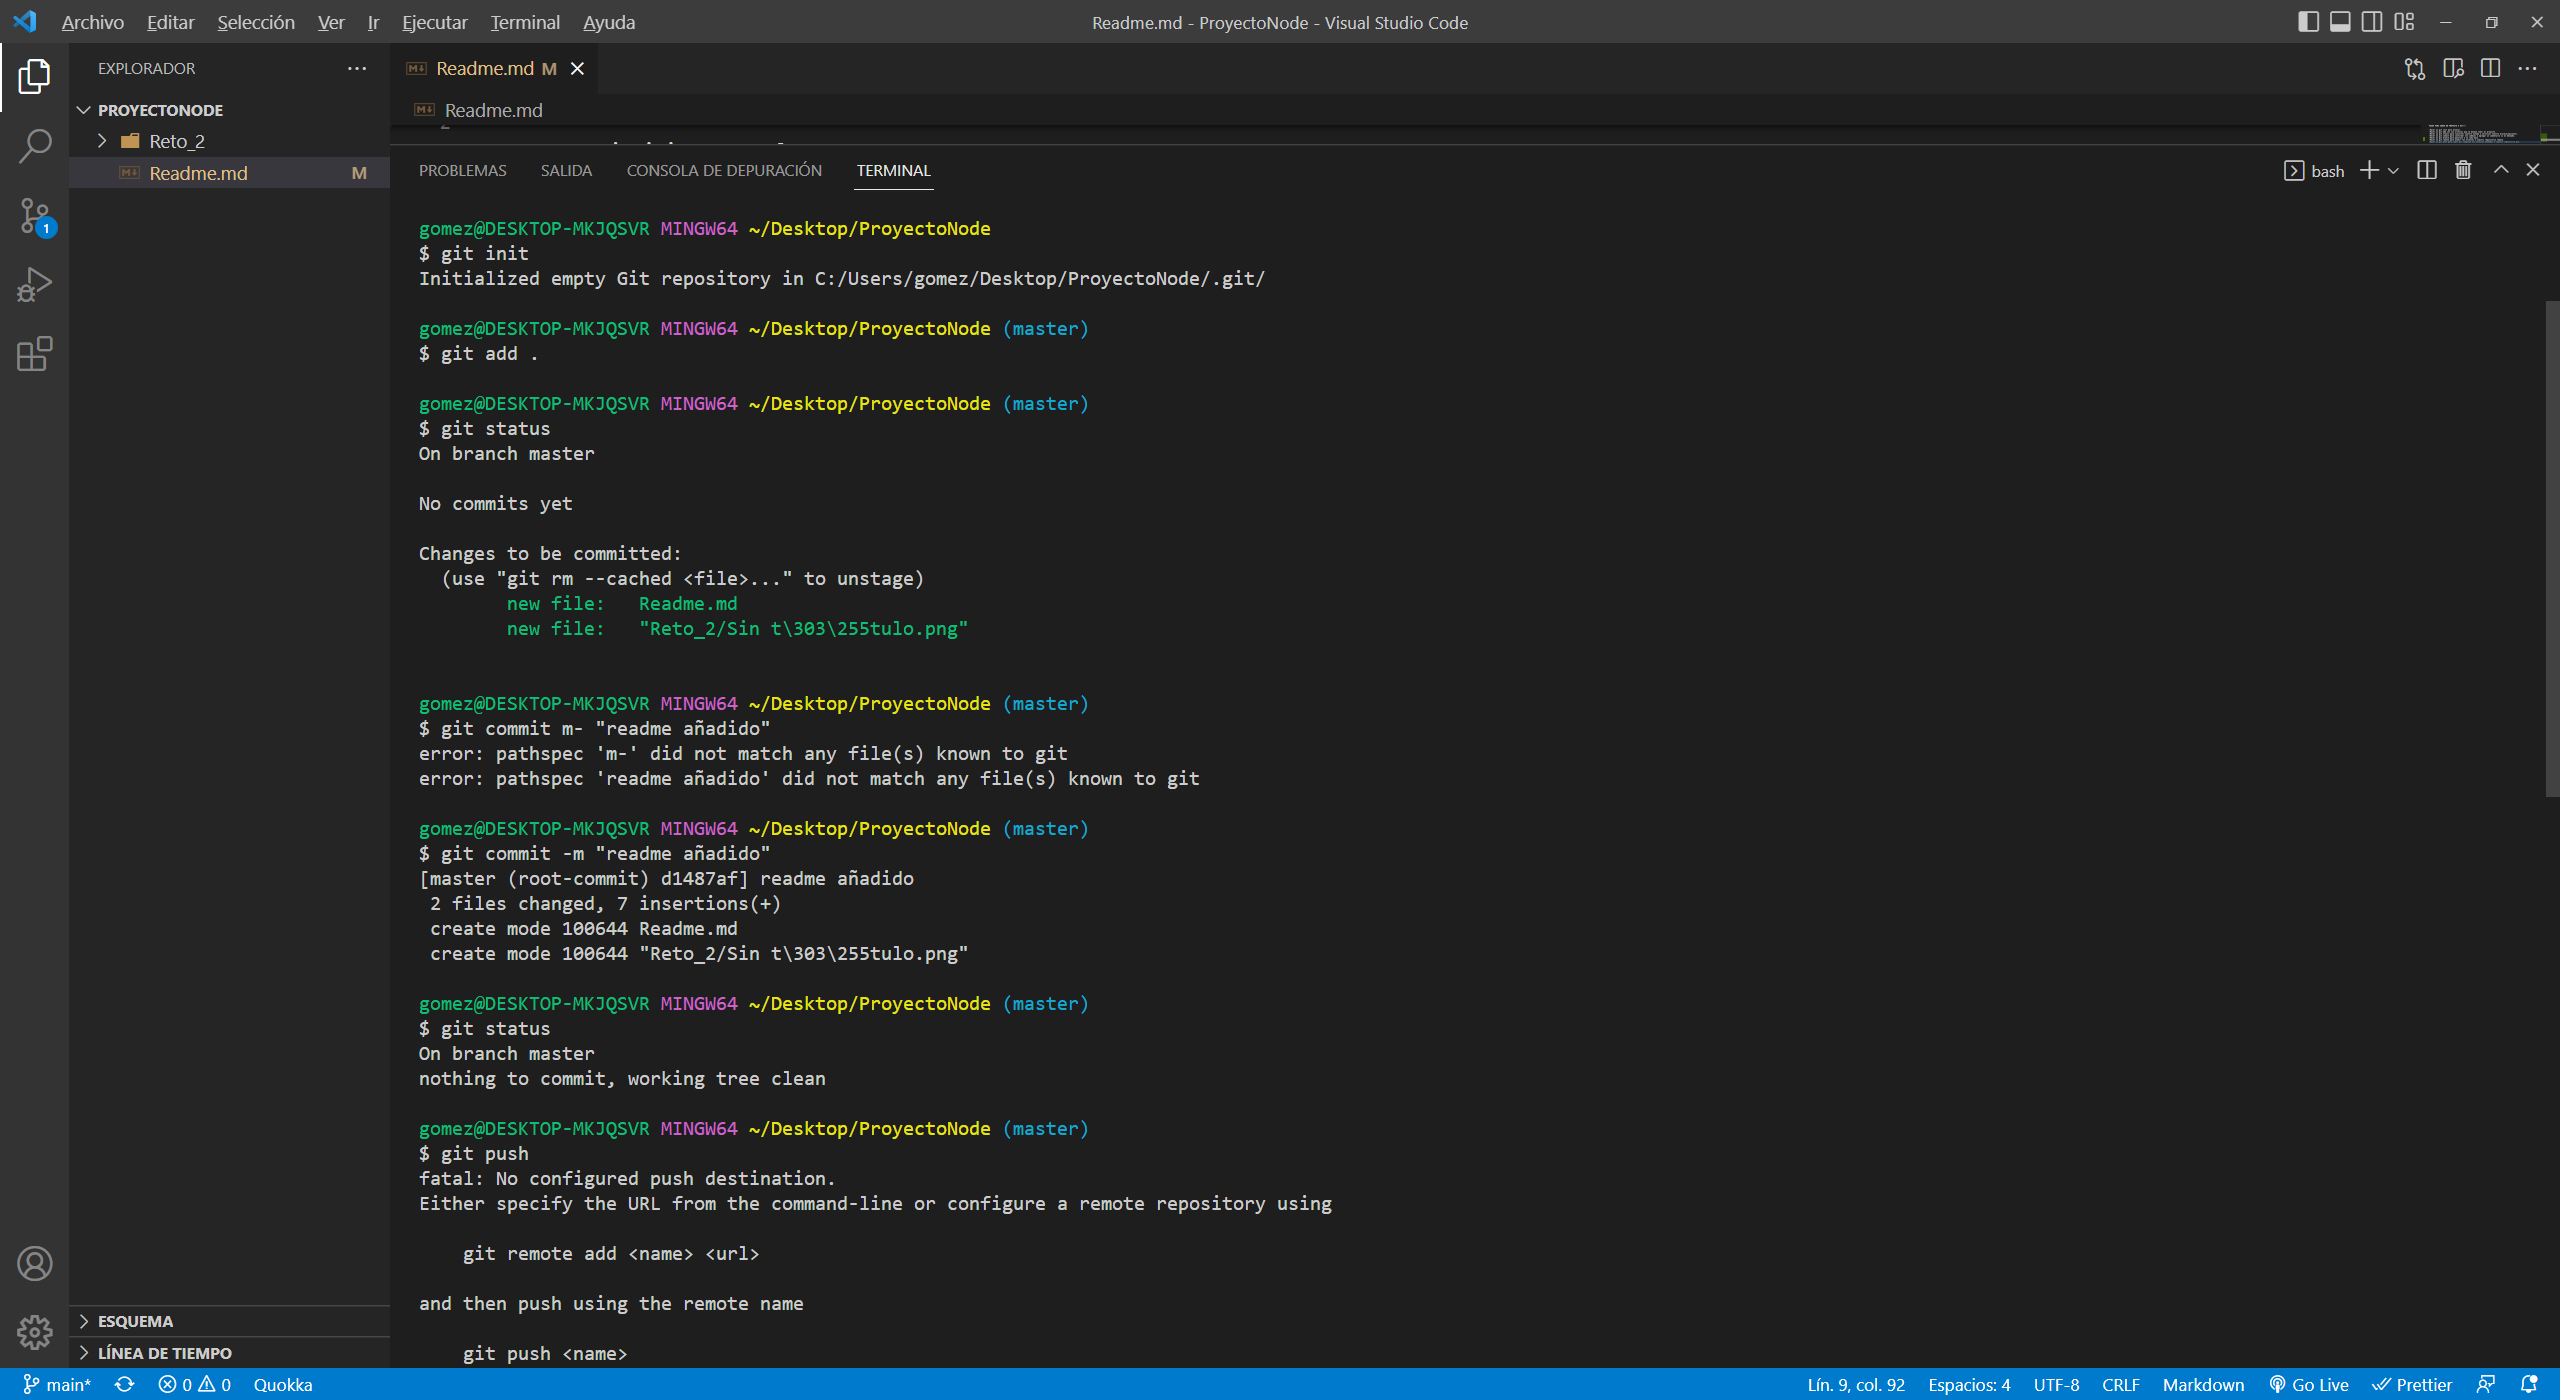 Archivo Editar Selección Ver Ir Ejecutar Terminal Ayuda
Readme.md - ProyectoNode - Visual Studio Code
EXPLORADOR
PROYECTONODE
Reto_2
Readme.md M
1
Readme.md M
Readme.md
PROBLEMAS SALIDA CONSOLA DE DEPURACIÓN TERMINAL
bash
gomez@DESKTOP-MKJQSVR MINGW64 ~/Desktop/ProyectoNode
$ git init
Initialized empty Git repository in C:/Users/gomez/Desktop/ProyectoNode/.git/
gomez@DESKTOP-MKJQSVR MINGW64 ~/Desktop/ProyectoNode (master)
$ git add .
gomez@DESKTOP-MKJQSVR MINGW64 ~/Desktop/ProyectoNode (master)
$ git status
On branch master
No commits yet
Changes to be committed:
  (use "git rm --cached <file>..." to unstage)
        new file:   Readme.md
        new file:   "Reto_2/Sin t\303\255tulo.png"
gomez@DESKTOP-MKJQSVR MINGW64 ~/Desktop/ProyectoNode (master)
$ git commit m- "readme añadido"
error: pathspec 'm-' did not match any file(s) known to git
error: pathspec 'readme añadido' did not match any file(s) known to git
gomez@DESKTOP-MKJQSVR MINGW64 ~/Desktop/ProyectoNode (master)
$ git commit -m "readme añadido"
[master (root-commit) d1487af] readme añadido
 2 files changed, 7 insertions(+)
 create mode 100644 Readme.md
 create mode 100644 "Reto_2/Sin t\303\255tulo.png"
gomez@DESKTOP-MKJQSVR MINGW64 ~/Desktop/ProyectoNode (master)
$ git status
On branch master
nothing to commit, working tree clean
gomez@DESKTOP-MKJQSVR MINGW64 ~/Desktop/ProyectoNode (master)
$ git push
fatal: No configured push destination.
Either specify the URL from the command-line or configure a remote repository using
    git remote add <name> <url>
and then push using the remote name
    git push <name>
ESQUEMA
LÍNEA DE TIEMPO
main* 0 0 Quokka
Lín. 9, col. 92 Espacios: 4 UTF-8 CRLF Markdown Go Live Prettier